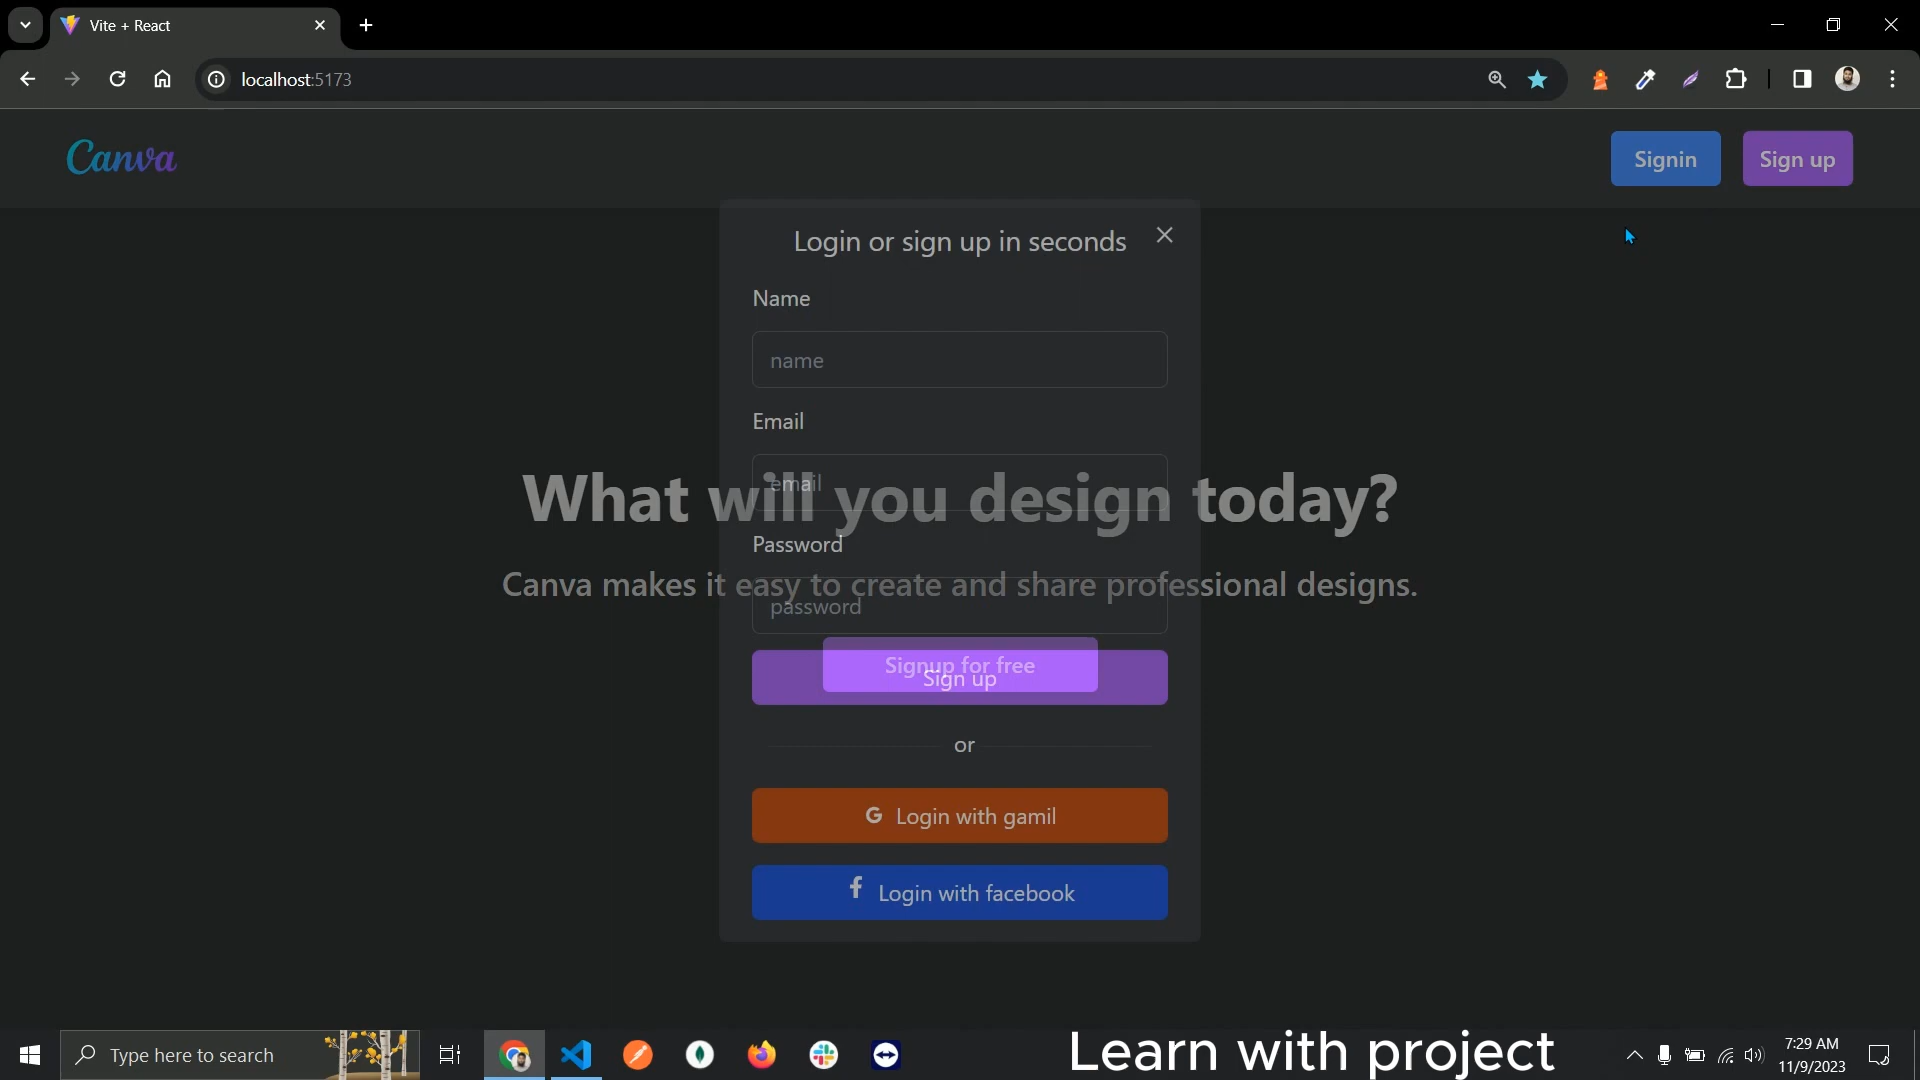 Vite + React
localhost:5173
Canva
Signin
Sign up
Login or sign up in seconds
Name
name
Email
email
What will you design today?
Password
Canva makes it easy to create and share professional designs.
password
Signup for free
Sign up
or
G Login with gamil
f Login with facebook
Type here to search
Learn with project
7:29 AM
11/9/2023